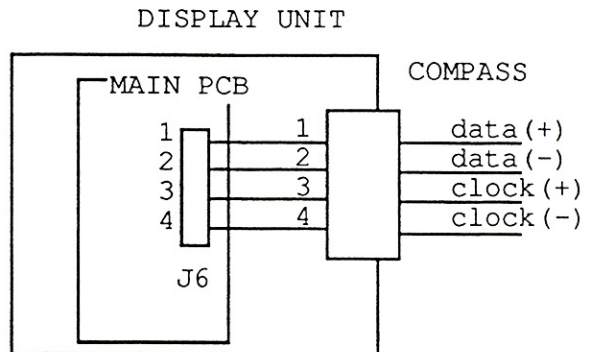 DISPLAY UNIT
COMPASS
MAIN PCB
1 1 data(+)
2 2 data(-)
3 3 clock(+)
4 4 clock(-)
J6